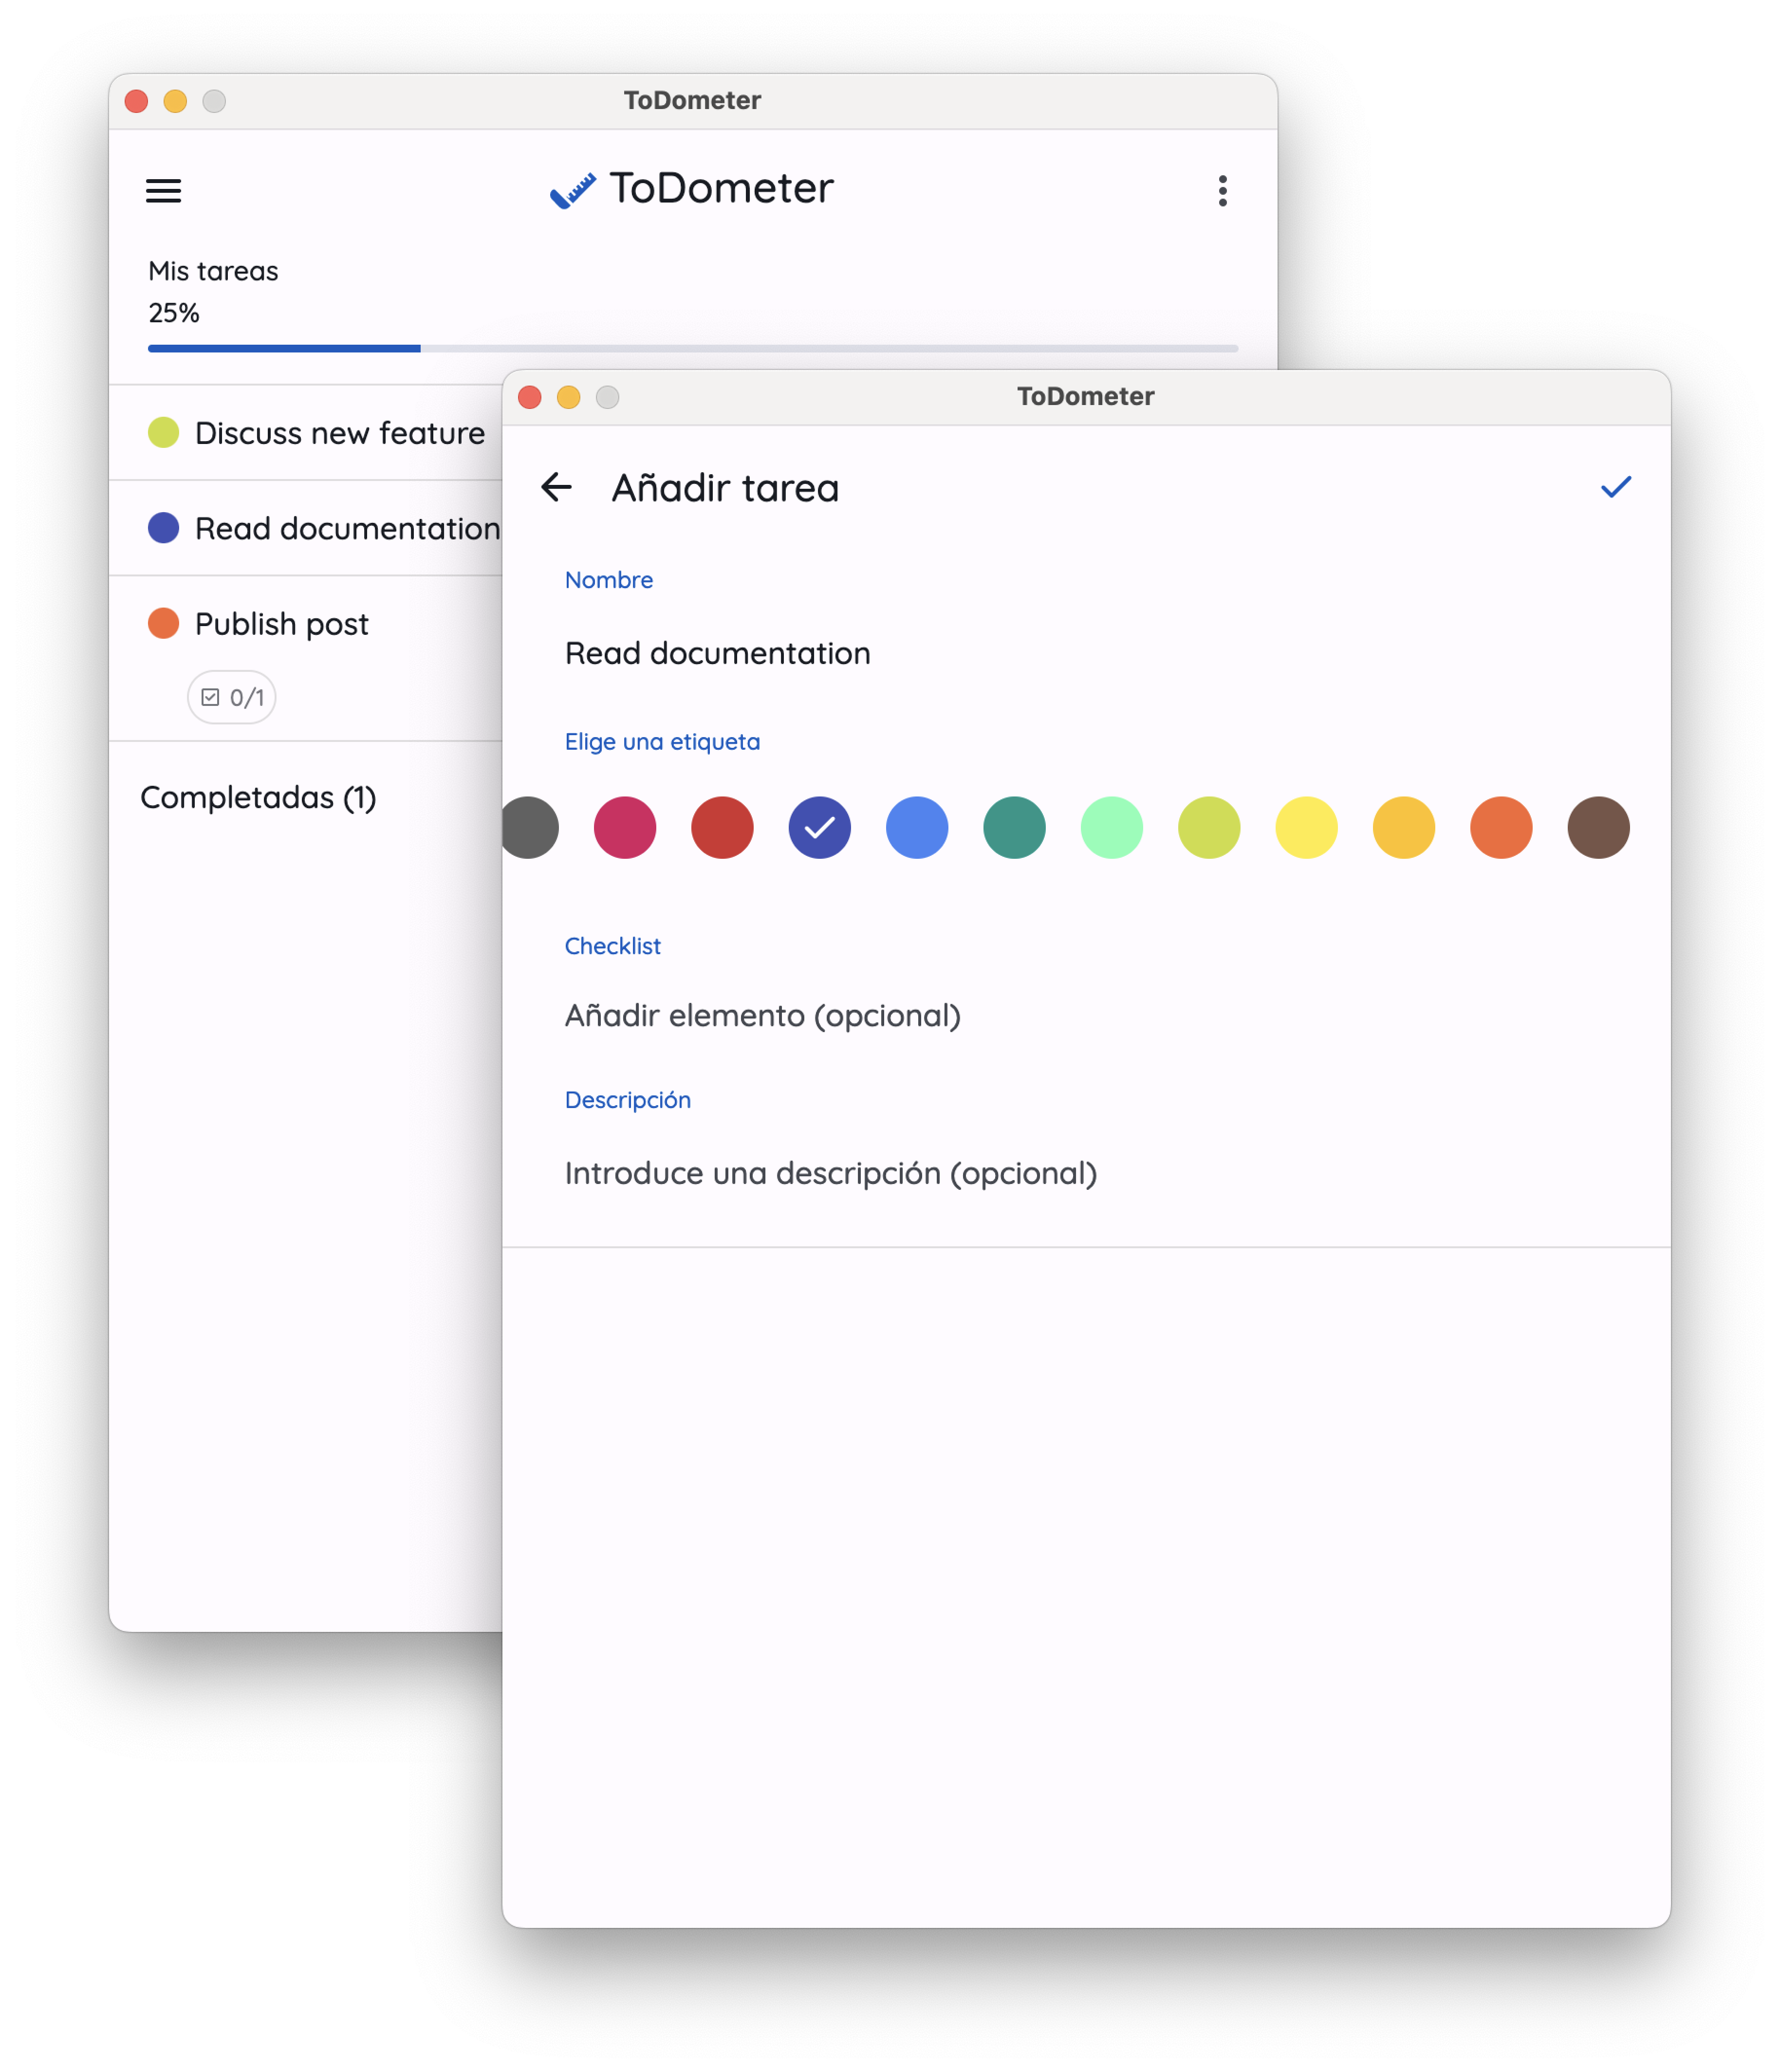 ToDometer
ToDometer
Mis tareas
25%
Discuss new feature
Read documentation
Publish post
0/1
Completadas (1)
ToDometer
Añadir tarea
Nombre
Read documentation
Elige una etiqueta
Checklist
Añadir elemento (opcional)
Descripción
Introduce una descripción (opcional)